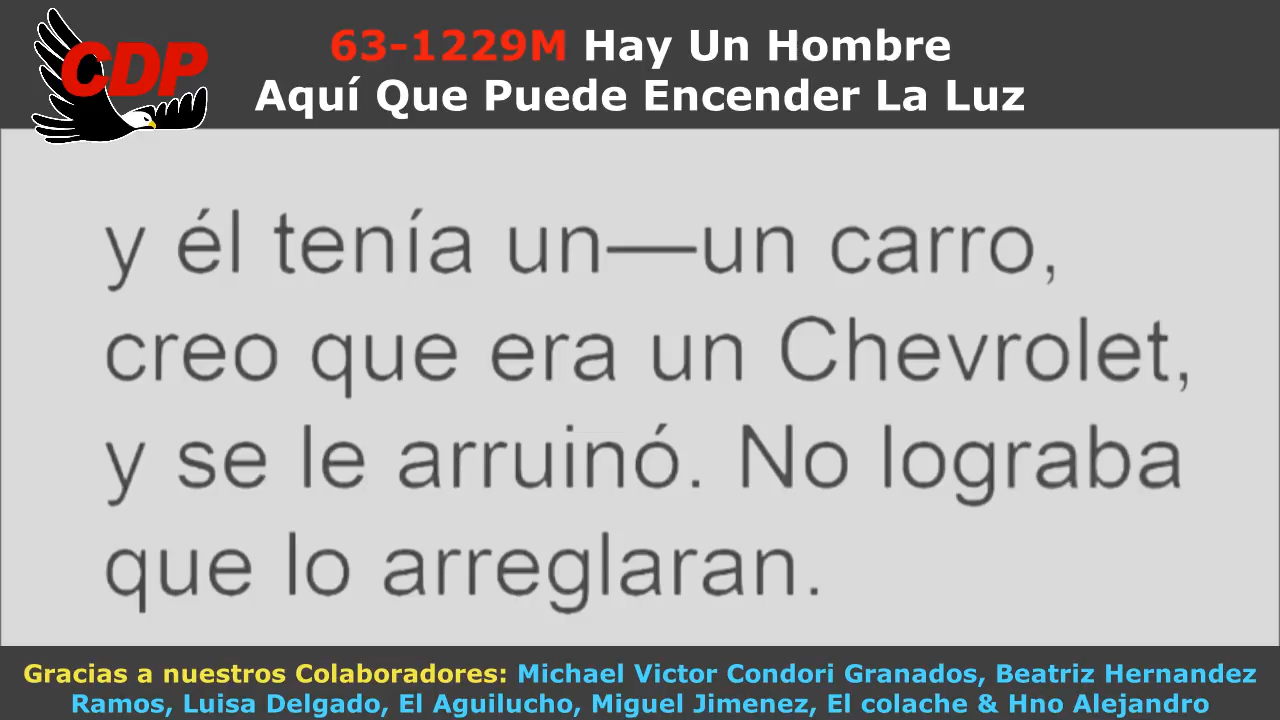 CDP
63-1229M Hay Un Hombre
Aquí Que Puede Encender La Luz
y él tenía un—un carro,
creo que era un Chevrolet,
y se le arruinó. No lograba
que lo arreglaran.
Gracias a nuestros Colaboradores: Michael Victor Condori Granados, Beatriz Hernandez
Ramos, Luisa Delgado, El Aguilucho, Miguel Jimenez, El colache & Hno Alejandro